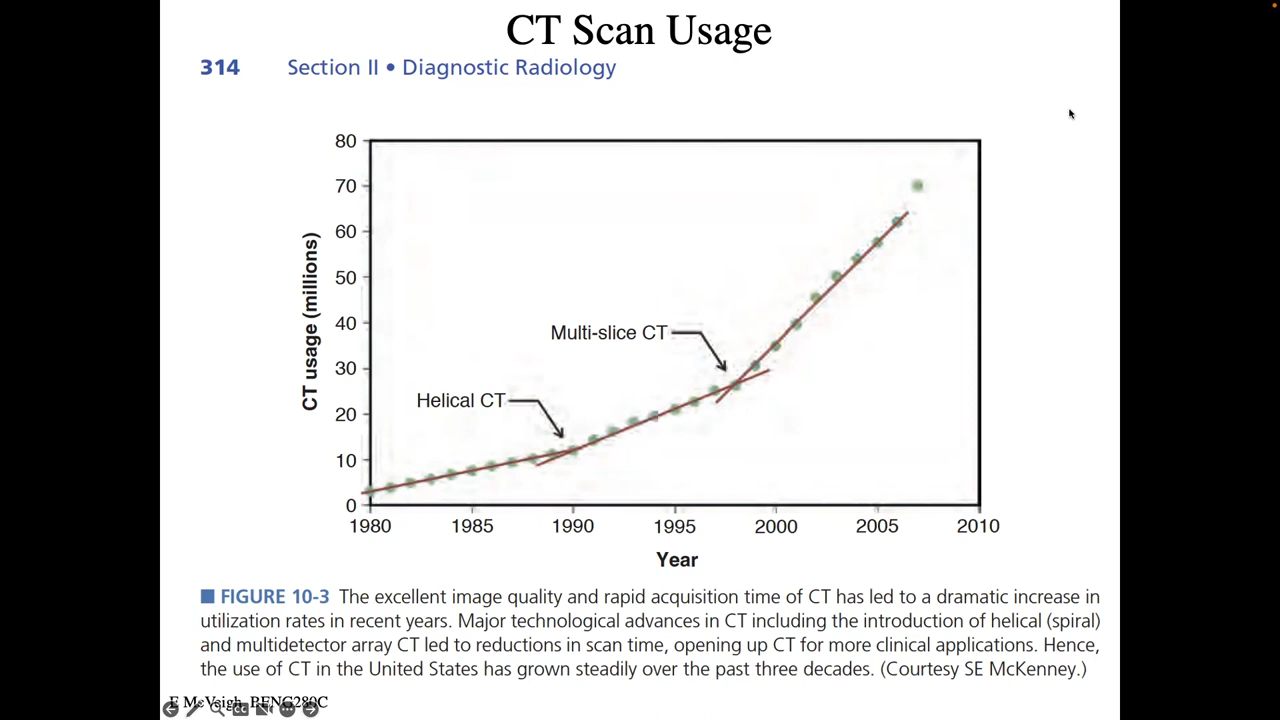 CT Scan Usage
314 Section II • Diagnostic Radiology
80
70
60
50
40
30
20
10
0
CT usage (millions)
Multi-slice CT
Helical CT
1980 1985 1990 1995 2000 2005 2010
Year
■ FIGURE 10-3 The excellent image quality and rapid acquisition time of CT has led to a dramatic increase in
utilization rates in recent years. Major technological advances in CT including the introduction of helical (spiral)
and multidetector array CT led to reductions in scan time, opening up CT for more clinical applications. Hence,
the use of CT in the United States has grown steadily over the past three decades. (Courtesy SE McKenney.)
E McVeigh, BENG280C